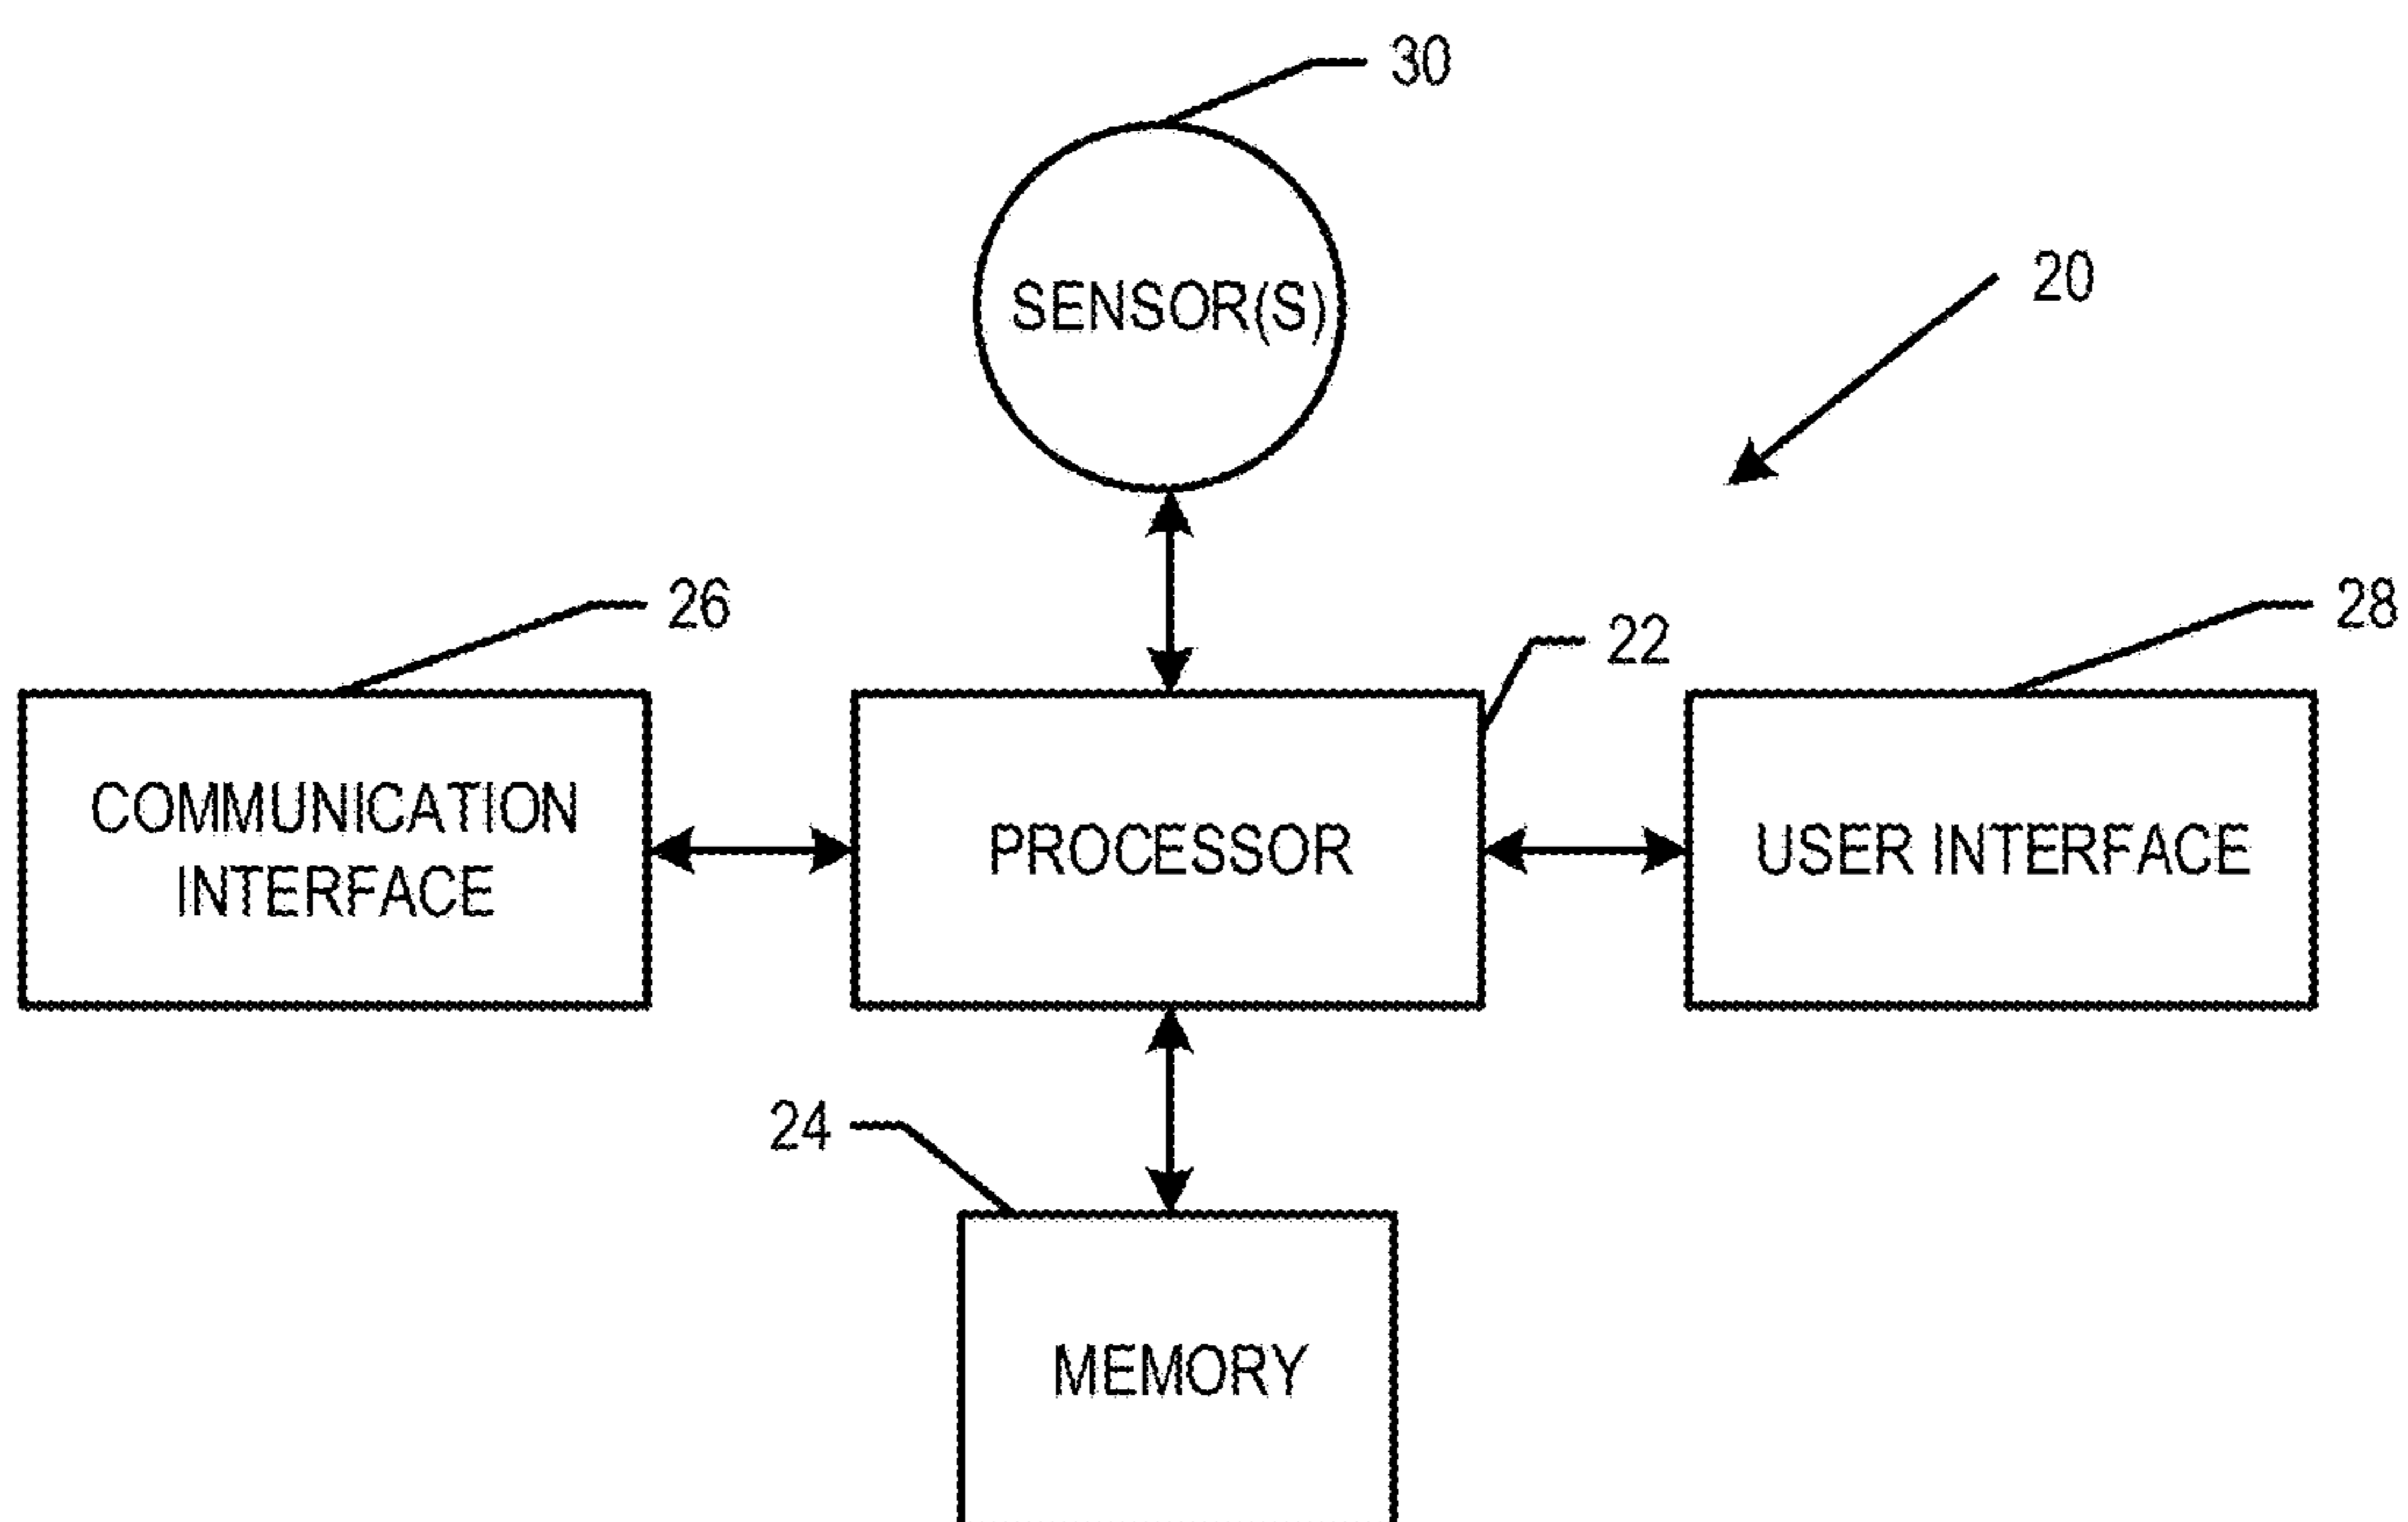 30
SENSOR(S)
20
26
28
22
COMMUNICATION
INTERFACE
PROCESSOR
USER INTERFACE
24
MEMORY